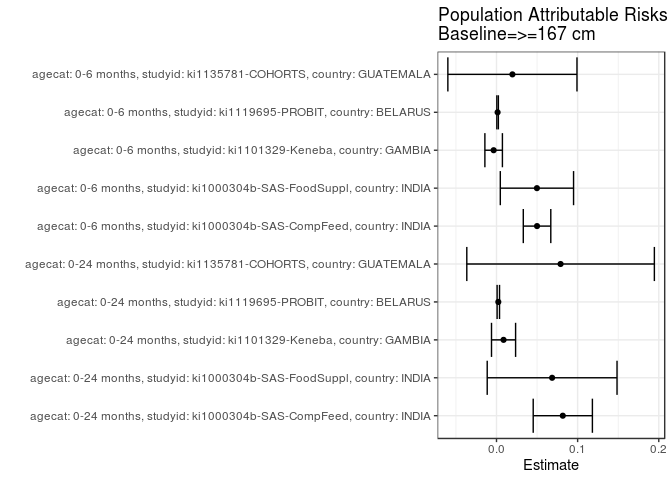 Population Attributable Risks
Baseline=>=167 cm
agecat: 0-6 months, studyid: ki1135781-COHORTS, country: GUATEMALA
agecat: 0-6 months, studyid: ki1119695-PROBIT, country: BELARUS
agecat: 0-6 months, studyid: ki1101329-Keneba, country: GAMBIA
agecat: 0-6 months, studyid: ki1000304b-SAS-FoodSuppl, country: INDIA
agecat: 0-6 months, studyid: ki1000304b-SAS-CompFeed, country: INDIA
agecat: 0-24 months, studyid: ki1135781-COHORTS, country: GUATEMALA
agecat: 0-24 months, studyid: ki1119695-PROBIT, country: BELARUS
agecat: 0-24 months, studyid: ki1101329-Keneba, country: GAMBIA
agecat: 0-24 months, studyid: ki1000304b-SAS-FoodSuppl, country: INDIA
agecat: 0-24 months, studyid: ki1000304b-SAS-CompFeed, country: INDIA
0.0 0.1 0.2
Estimate